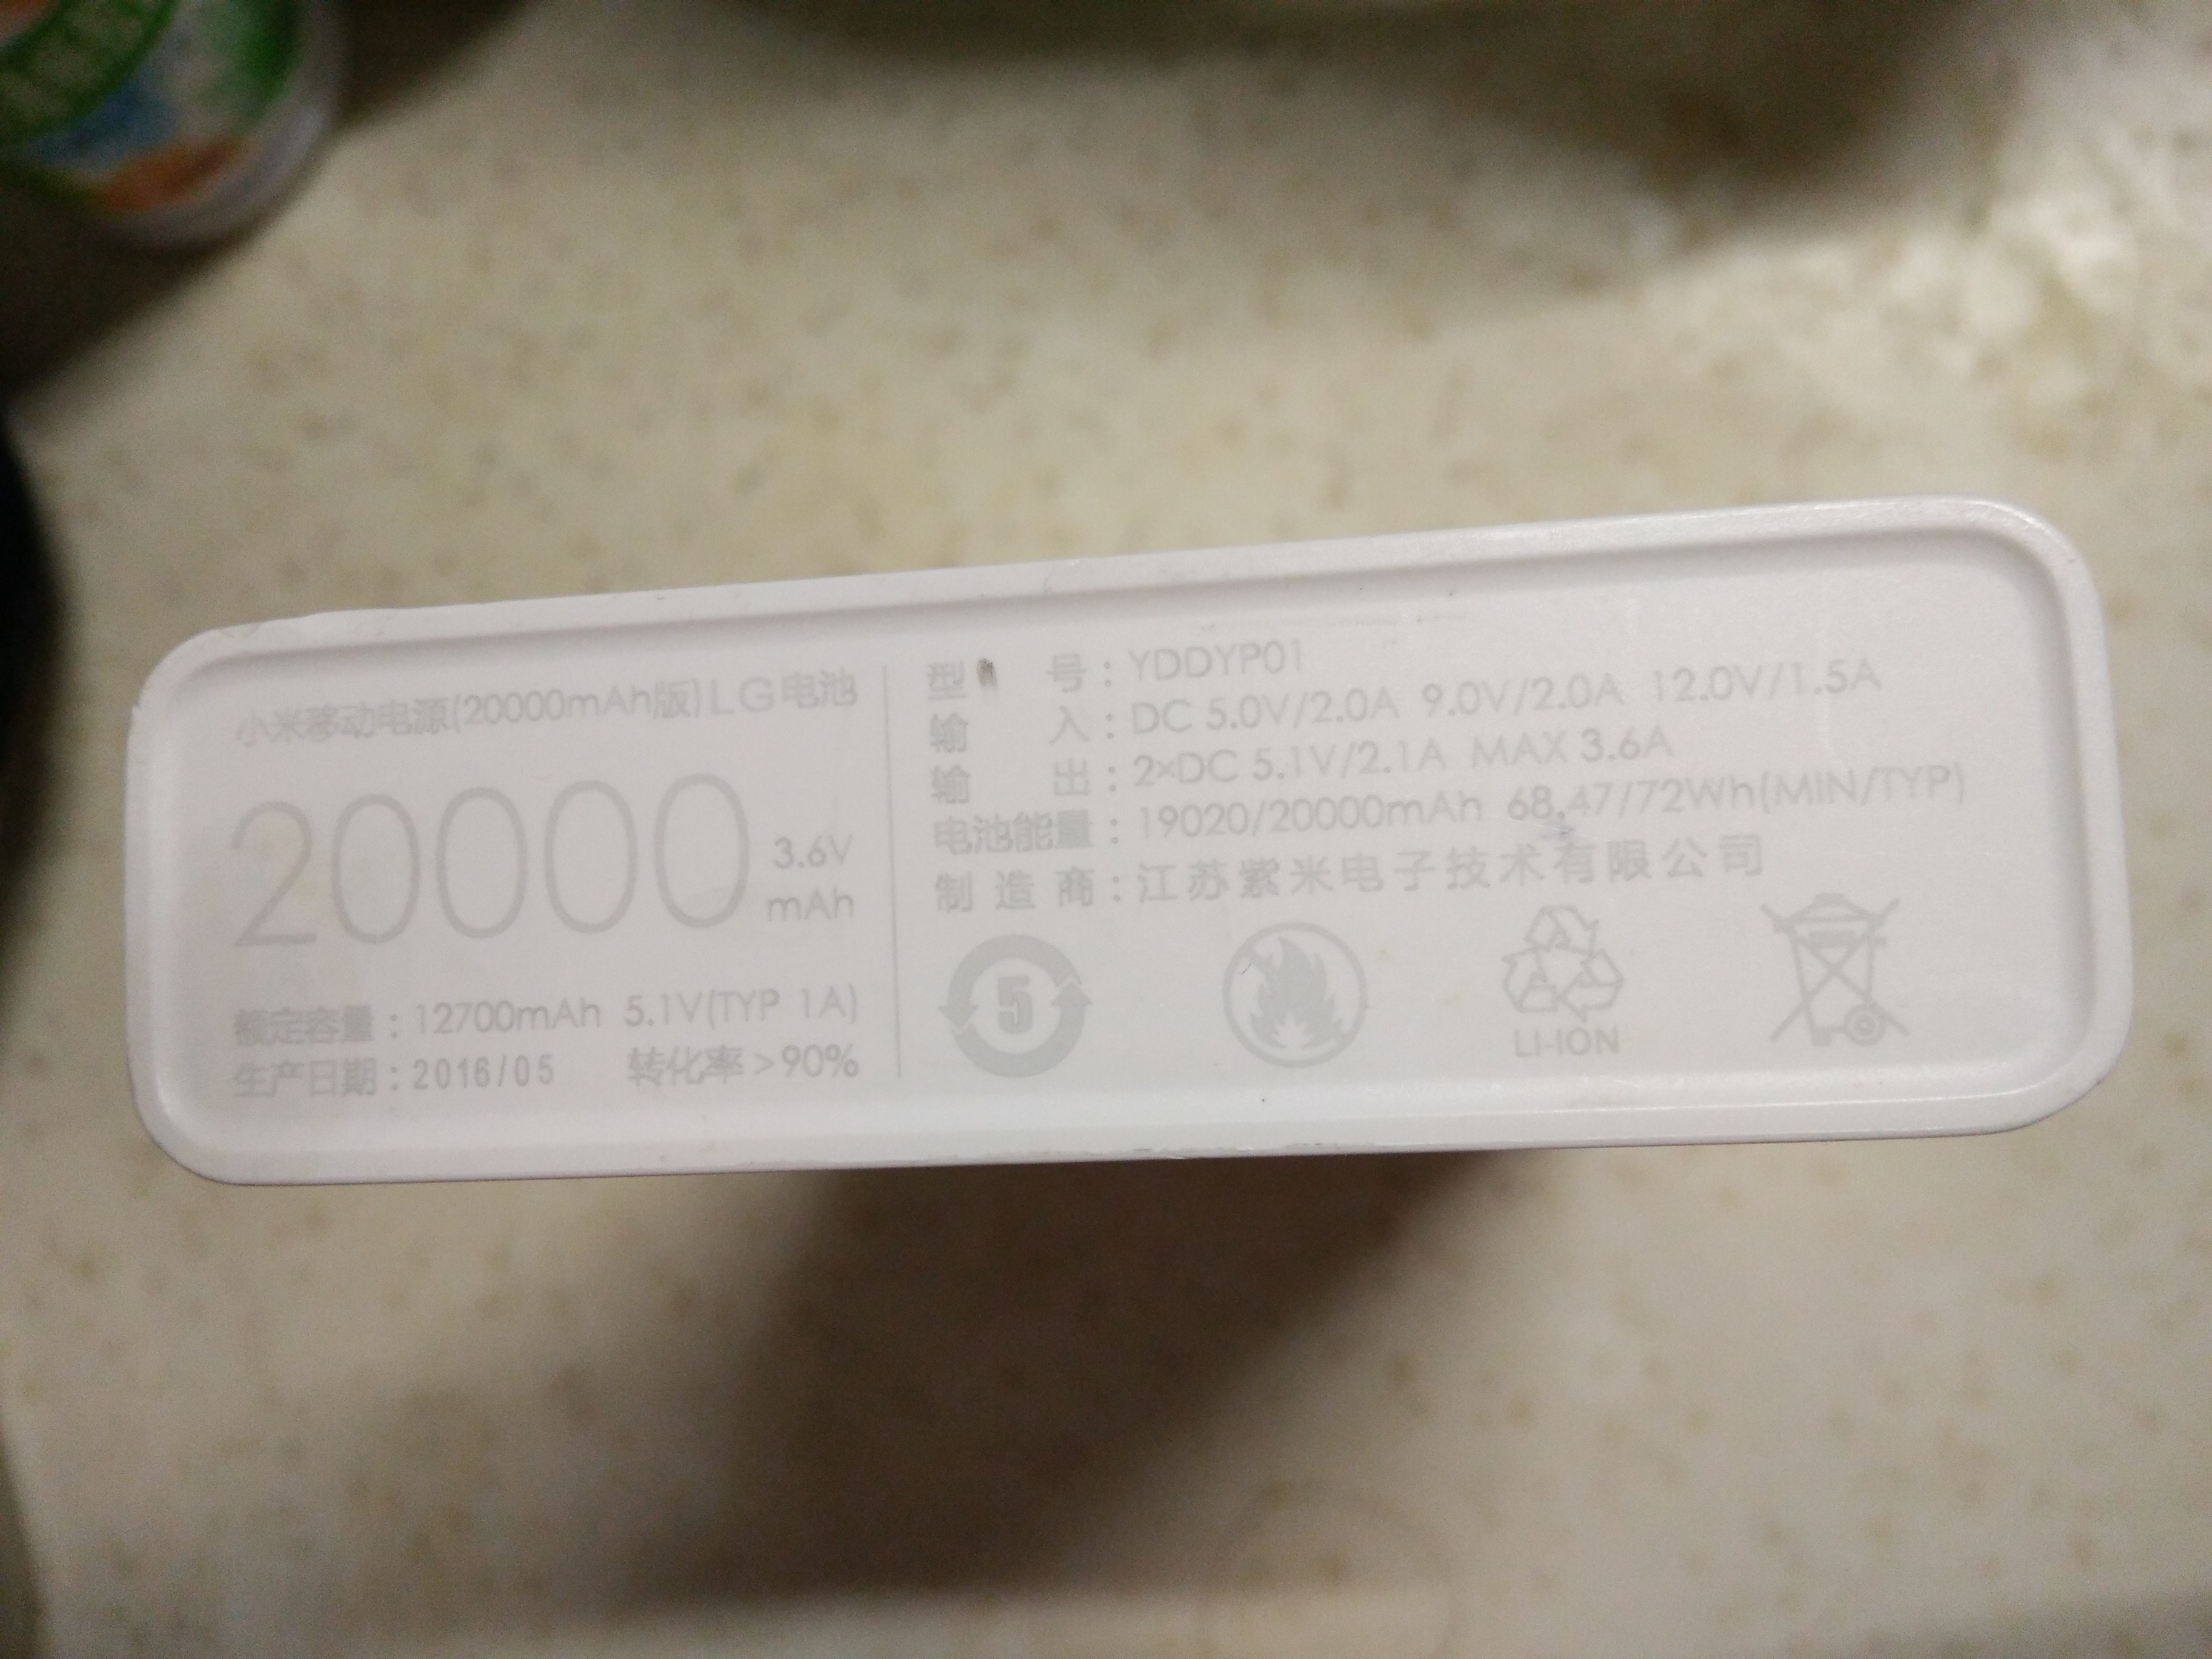 小米移动电源(20000mAh版)LG电池
20000 3.6V
mAh
额定容量：12700mAh 5.1V(TYP 1A)
生产日期：2016/05 转化率>90%
型 号：YDDYP01
输 入：DC 5.0V/2.0A 9.0V/2.0A 12.0V/1.5A
输 出：2×DC 5.1V/2.1A MAX 3.6A
电池能量：19020/20000mAh 68.47/72Wh(MIN/TYP)
制 造 商：江苏紫米电子技术有限公司
5
LI-ION